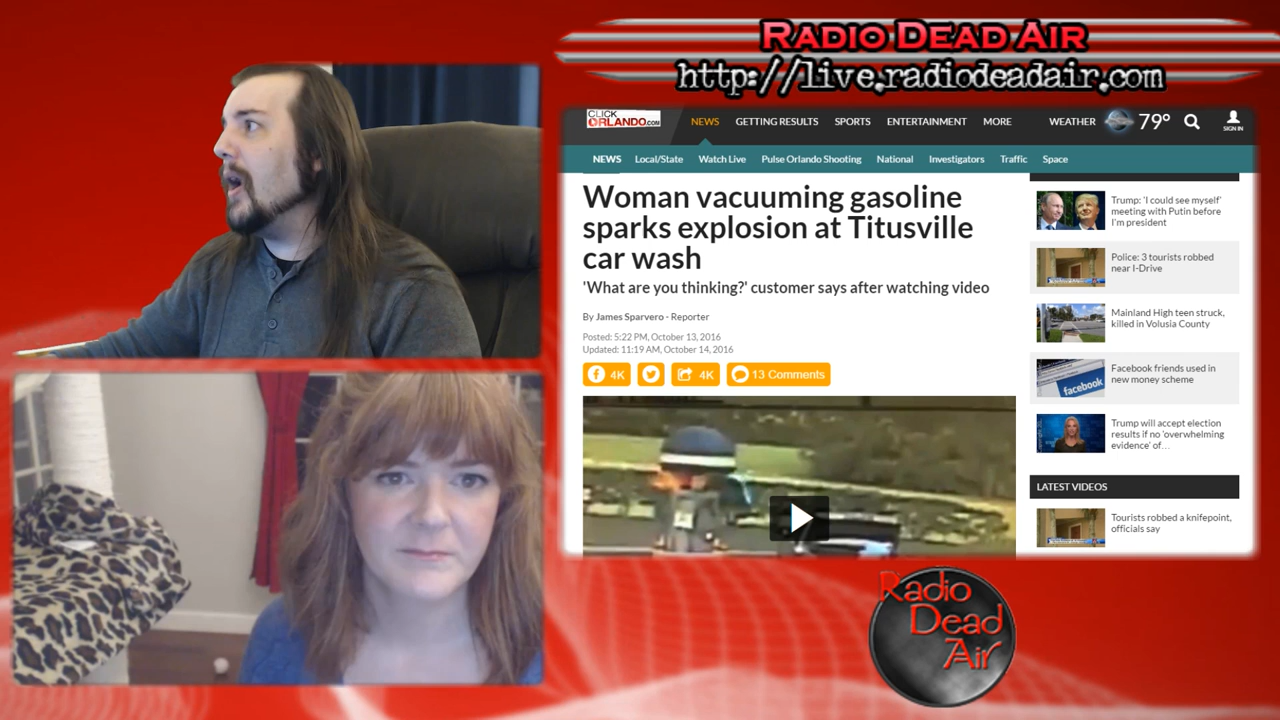 RADIO DEAD AIR
http://live.radiodeadair.com
CLICK
ORLANDO.COM
NEWS GETTING RESULTS SPORTS ENTERTAINMENT MORE WEATHER 79° SIGN IN
NEWS Local/State Watch Live Pulse Orlando Shooting National Investigators Traffic Space
Woman vacuuming gasoline
sparks explosion at Titusville
car wash
'What are you thinking?' customer says after watching video
By James Sparvero - Reporter
Posted: 5:22 PM, October 13, 2016
Updated: 11:19 AM, October 14, 2016
4K 4K 13 Comments
Trump: 'I could see myself'
meeting with Putin before
I'm president
Police: 3 tourists robbed
near I-Drive
Mainland High teen struck,
killed in Volusia County
Facebook friends used in
new money scheme
facebook
Trump will accept election
results if no 'overwhelming
evidence' of...
LATEST VIDEOS
Tourists robbed a knifepoint,
officials say
Radio
Dead
Air